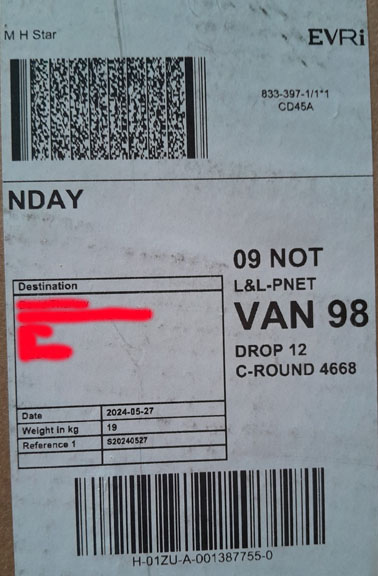 M H Star
EVRi
833-397-1/1*1
CD45A
NDAY
09 NOT
L&L-PNET
VAN 98
DROP 12
C-ROUND 4668
Destination
Date 2024-05-27
Weight in kg 19
Reference 1 S20240527
H-01ZU-A-001387755-0